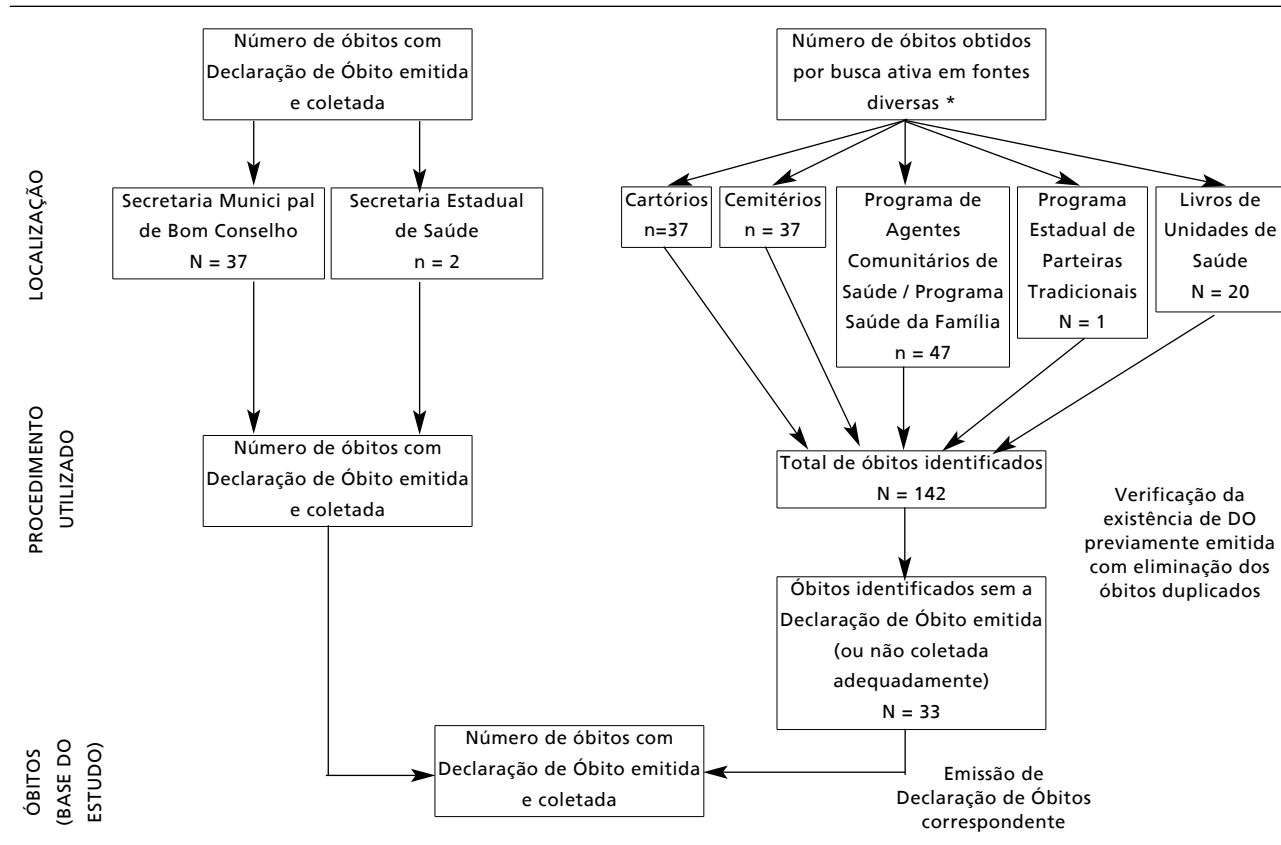 Número de óbitos com
Declaração de Óbito emitida
e coletada
Número de óbitos obtidos
por busca ativa em fontes
diversas *
LOCALIZAÇÃO
Secretaria Munici pal
de Bom Conselho
N = 37
Secretaria Estadual
de Saúde
n = 2
Cartórios
n=37
Cemitérios
n = 37
Programa de
Agentes
Comunitários de
Saúde / Programa
Saúde da Família
n = 47
Programa
Estadual de
Parteiras
Tradicionais
N = 1
Livros de
Unidades de
Saúde
N = 20
PROCEDIMENTO
UTILIZADO
Número de óbitos com
Declaração de Óbito emitida
e coletada
Total de óbitos identificados
N = 142
Verificação da
existência de DO
previamente emitida
com eliminação dos
óbitos duplicados
Óbitos identificados sem a
Declaração de Óbito emitida
(ou não coletada
adequadamente)
N = 33
ÓBITOS
(BASE DO
ESTUDO)
Número de óbitos com
Declaração de Óbito emitida
e coletada
Emissão de
Declaração de Óbitos
correspondente